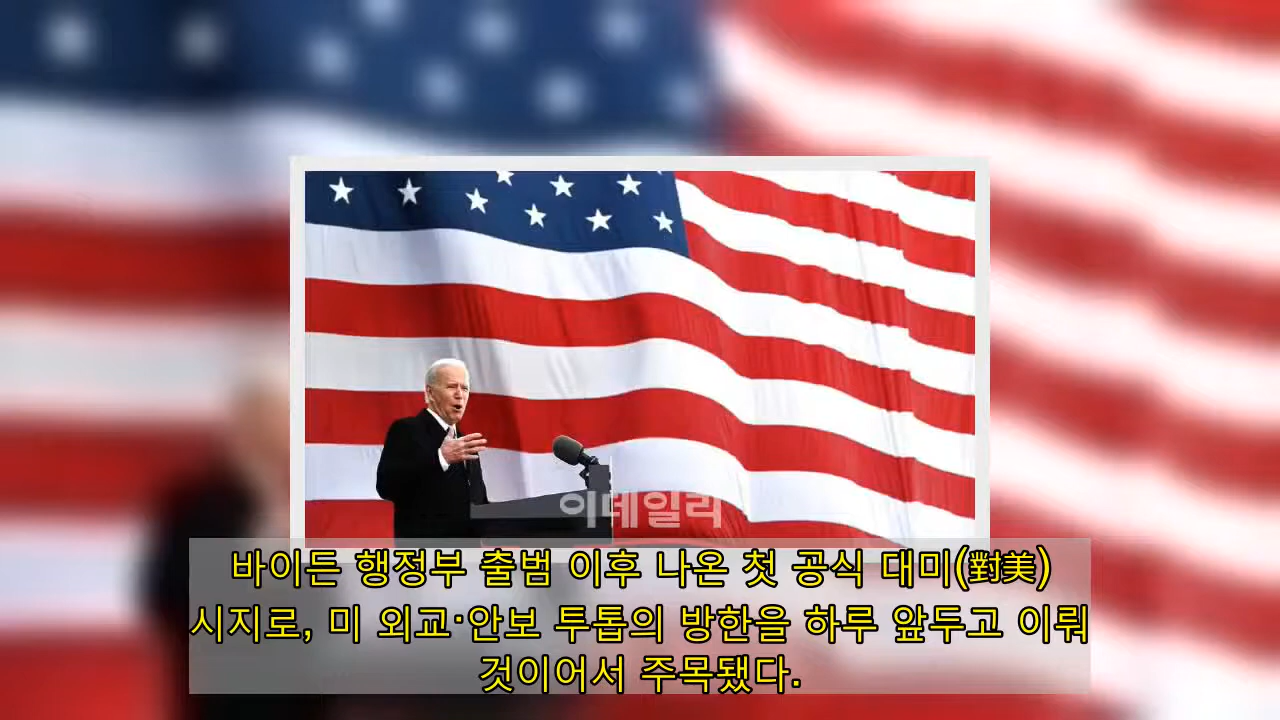 이데일리
바이든 행정부 출범 이후 나온 첫 공식 대미(對美)
시지로, 미 외교·안보 투톱의 방한을 하루 앞두고 이뤄
것이어서 주목됐다.